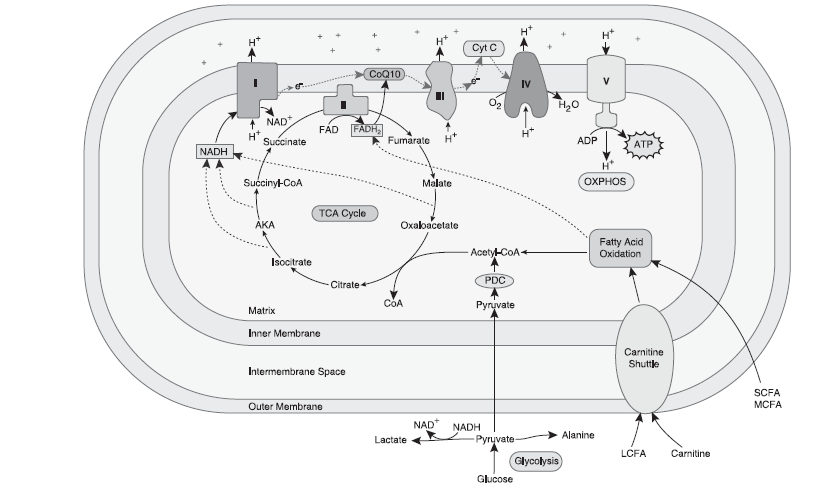 H+
H+
Cyt C
H+
H+
I
e-
CoQ10
III
e-
IV
V
II
O2
H2O
NAD+
H+
FAD
FADH2
H+
H+
ADP
ATP
NADH
Succinate
Fumarate
H+
OXPHOS
Succinyl-CoA
Malate
TCA Cycle
AKA
Oxaloacetate
Fatty Acid
Oxidation
Acetyl-CoA
Isocitrate
PDC
Citrate
CoA
Pyruvate
Matrix
Inner Membrane
Carnitine
Shuttle
Intermembrane Space
SCFA
MCFA
Outer Membrane
NAD+
NADH
Lactate
Pyruvate
Alanine
LCFA
Carnitine
Glycolysis
Glucose